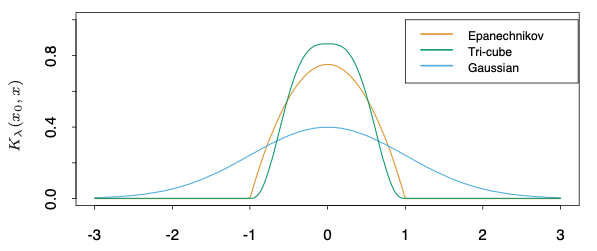 Epanechnikov
Tri-cube
Gaussian
K_λ(x_0, x)
0.8
0.4
0.0
-3 -2 -1 0 1 2 3